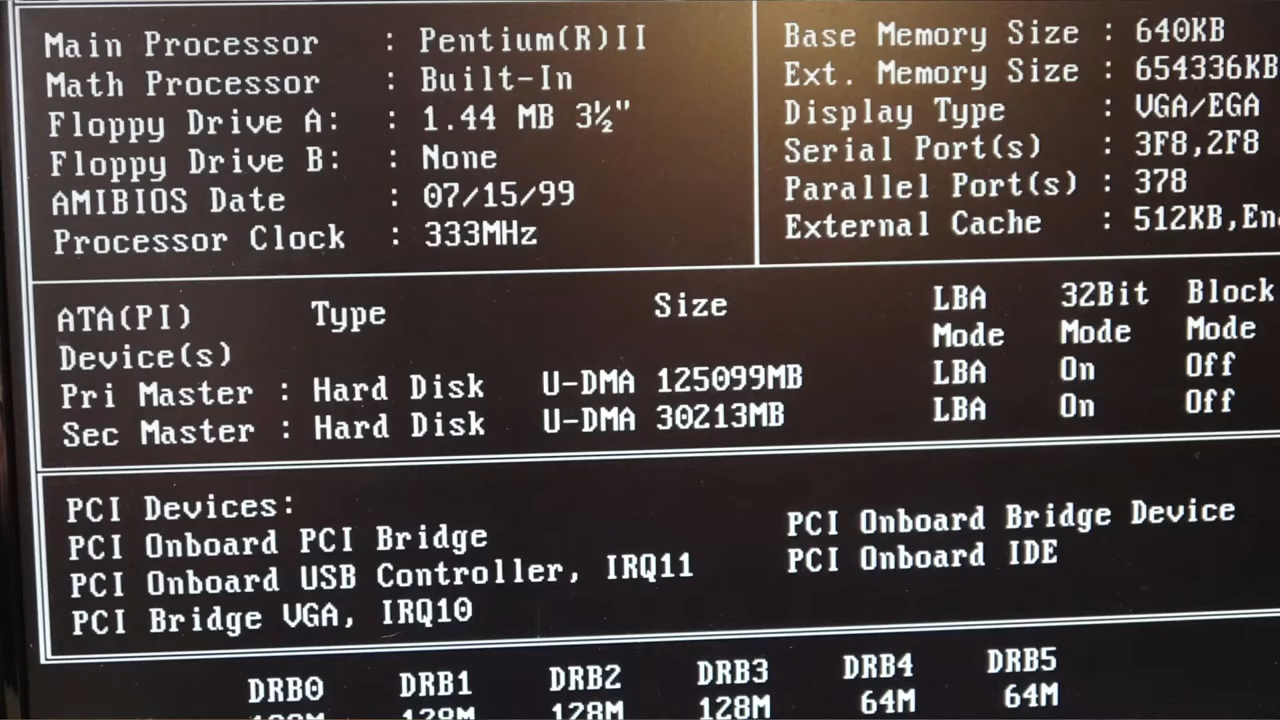 Main Processor : Pentium(R)II
Math Processor : Built-In
Floppy Drive A: : 1.44 MB 3½"
Floppy Drive B: : None
AMIBIOS Date : 07/15/99
Processor Clock : 333MHz
Base Memory Size : 640KB
Ext. Memory Size : 654336KB
Display Type : VGA/EGA
Serial Port(s) : 3F8,2F8
Parallel Port(s) : 378
External Cache : 512KB,En
ATA(PI) Type Size LBA 32Bit Block
Device(s) Mode Mode Mode
Pri Master : Hard Disk U-DMA 125099MB LBA On Off
Sec Master : Hard Disk U-DMA 30213MB LBA On Off
PCI Devices:
PCI Onboard PCI Bridge
PCI Onboard USB Controller, IRQ11
PCI Bridge VGA, IRQ10
PCI Onboard Bridge Device
PCI Onboard IDE
DRB0 DRB1 DRB2 DRB3 DRB4 DRB5
128M 128M 128M 64M 64M